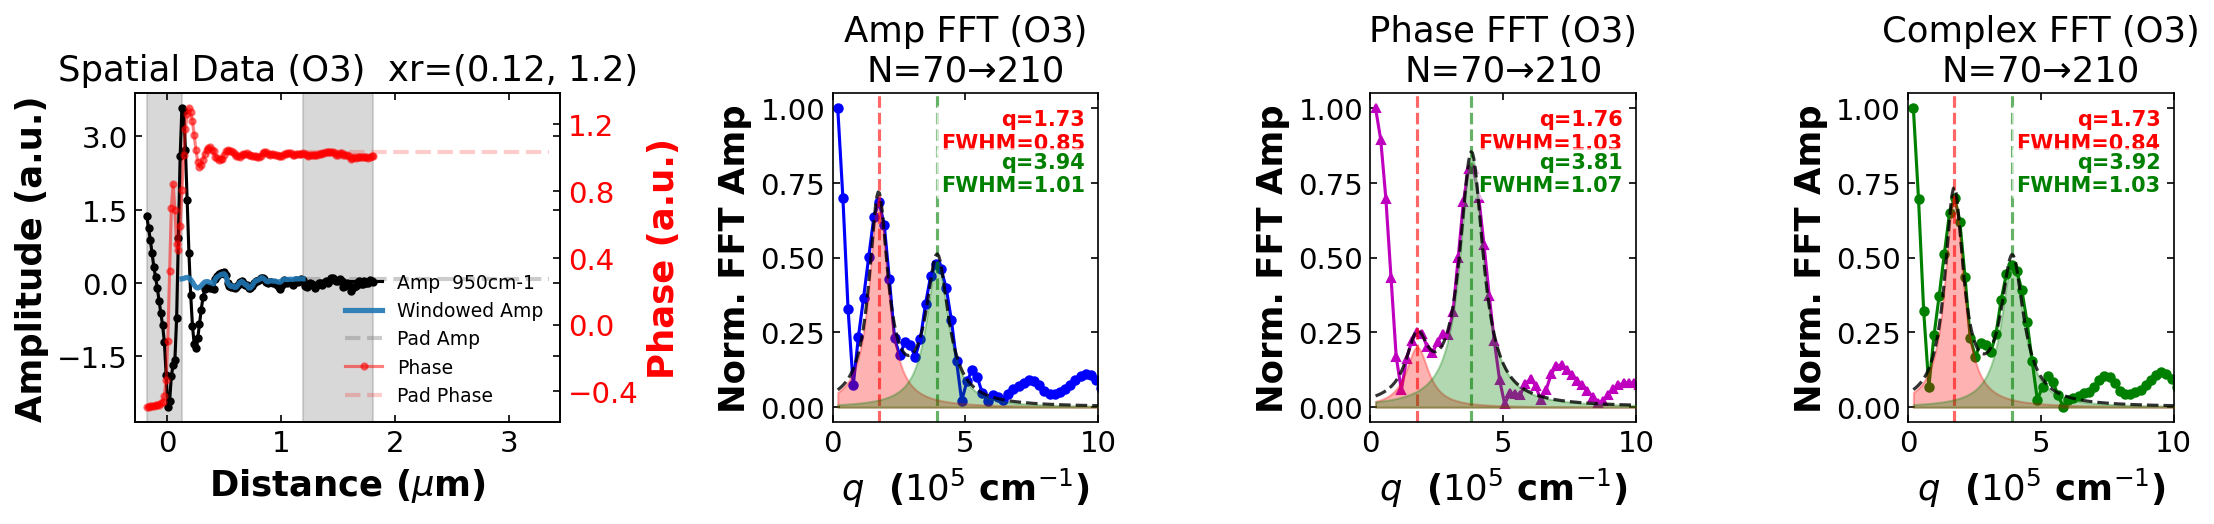 Spatial Data (O3)  xr=(0.12, 1.2)
Amplitude (a.u.)
3.0
1.5
0.0
−1.5
0
1
2
3
Distance (μm)
1.2
0.8
0.4
0.0
−0.4
Phase (a.u.)
Amp  950cm-1
Windowed Amp
Pad Amp
Phase
Pad Phase
Amp FFT (O3)
N=70→210
Norm. FFT Amp
1.00
0.75
0.50
0.25
0.00
0
5
10
q (10⁵ cm⁻¹)
q=1.73
FWHM=0.85
q=3.94
FWHM=1.01
Phase FFT (O3)
N=70→210
Norm. FFT Amp
1.00
0.75
0.50
0.25
0.00
0
5
10
q (10⁵ cm⁻¹)
q=1.76
FWHM=1.03
q=3.81
FWHM=1.07
Complex FFT (O3)
N=70→210
Norm. FFT Amp
1.00
0.75
0.50
0.25
0.00
0
5
10
q (10⁵ cm⁻¹)
q=1.73
FWHM=0.84
q=3.92
FWHM=1.03